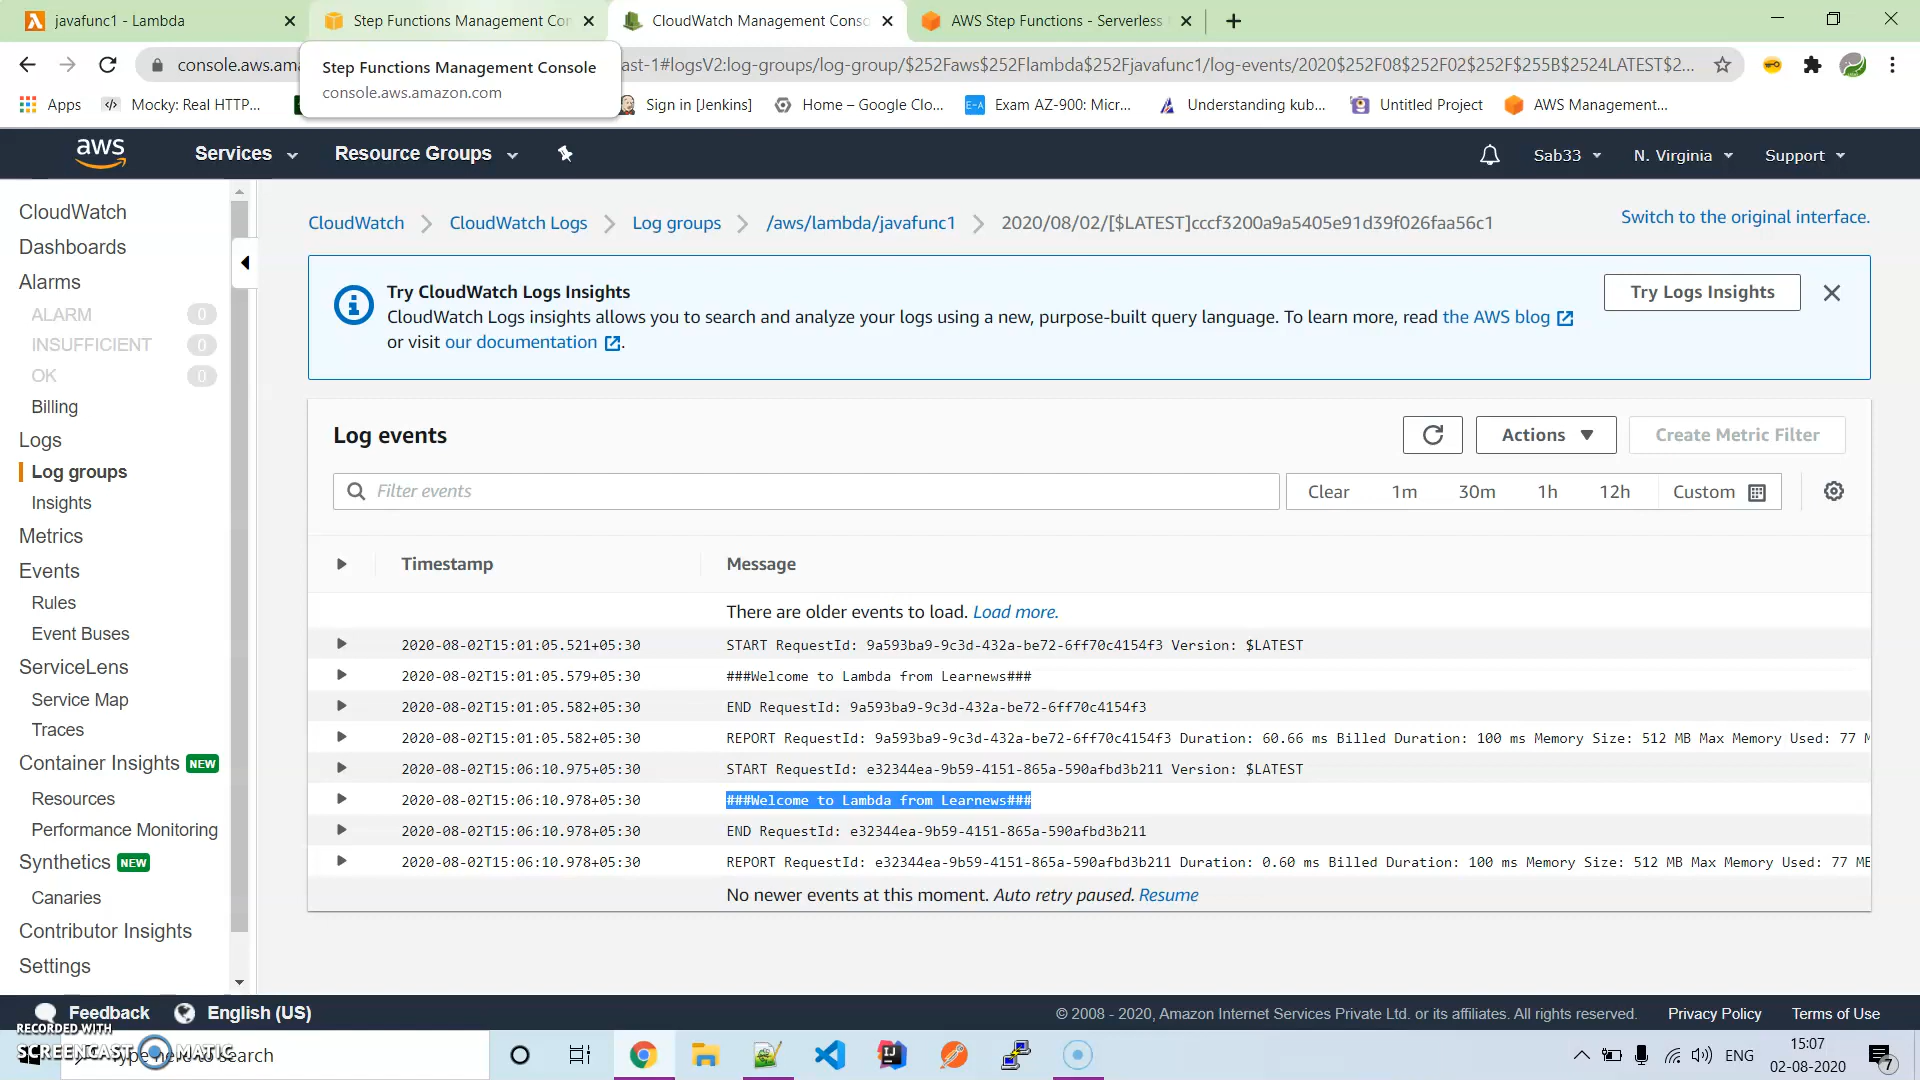 javafunc1 - Lambda
Step Functions Management Con
CloudWatch Management Conso
AWS Step Functions - Serverless
console.aws.ama
ast-1#logsV2:log-groups/log-group/$252Faws$252Flambda$252Fjavafunc1/log-events/2020$252F08$252F02$252F$255B$2524LATEST$2...
Step Functions Management Console
console.aws.amazon.com
Apps
Mocky: Real HTTP...
Sign in [Jenkins]
Home – Google Clo...
E-A
Exam AZ-900: Micr...
Understanding kub...
Untitled Project
AWS Management...
aws
Services
Resource Groups
Sab33
N. Virginia
Support
CloudWatch
Dashboards
Alarms
ALARM 0
INSUFFICIENT 0
OK 0
Billing
Logs
Log groups
Insights
Metrics
Events
Rules
Event Buses
ServiceLens
Service Map
Traces
Container Insights NEW
Resources
Performance Monitoring
Synthetics NEW
Canaries
Contributor Insights
Settings
CloudWatch
CloudWatch Logs
Log groups
/aws/lambda/javafunc1
2020/08/02/[$LATEST]cccf3200a9a5405e91d39f026faa56c1
Switch to the original interface.
Try CloudWatch Logs Insights
CloudWatch Logs insights allows you to search and analyze your logs using a new, purpose-built query language. To learn more, read the AWS blog
or visit our documentation .
Try Logs Insights
Log events
Actions
Create Metric Filter
Filter events
Clear 1m 30m 1h 12h Custom
Timestamp Message
There are older events to load. Load more.
2020-08-02T15:01:05.521+05:30 START RequestId: 9a593ba9-9c3d-432a-be72-6ff70c4154f3 Version: $LATEST
2020-08-02T15:01:05.579+05:30 ###Welcome to Lambda from Learnews###
2020-08-02T15:01:05.582+05:30 END RequestId: 9a593ba9-9c3d-432a-be72-6ff70c4154f3
2020-08-02T15:01:05.582+05:30 REPORT RequestId: 9a593ba9-9c3d-432a-be72-6ff70c4154f3 Duration: 60.66 ms Billed Duration: 100 ms Memory Size: 512 MB Max Memory Used: 77 M
2020-08-02T15:06:10.975+05:30 START RequestId: e32344ea-9b59-4151-865a-590afbd3b211 Version: $LATEST
2020-08-02T15:06:10.978+05:30 ###Welcome to Lambda from Learnews###
2020-08-02T15:06:10.978+05:30 END RequestId: e32344ea-9b59-4151-865a-590afbd3b211
2020-08-02T15:06:10.978+05:30 REPORT RequestId: e32344ea-9b59-4151-865a-590afbd3b211 Duration: 0.60 ms Billed Duration: 100 ms Memory Size: 512 MB Max Memory Used: 77 MB
No newer events at this moment. Auto retry paused. Resume
Feedback
English (US)
© 2008 - 2020, Amazon Internet Services Private Ltd. or its affiliates. All rights reserved.
Privacy Policy
Terms of Use
RECORDED WITH
SCREENCAST MATIC
Type here to search
ENG
15:07
02-08-2020
7